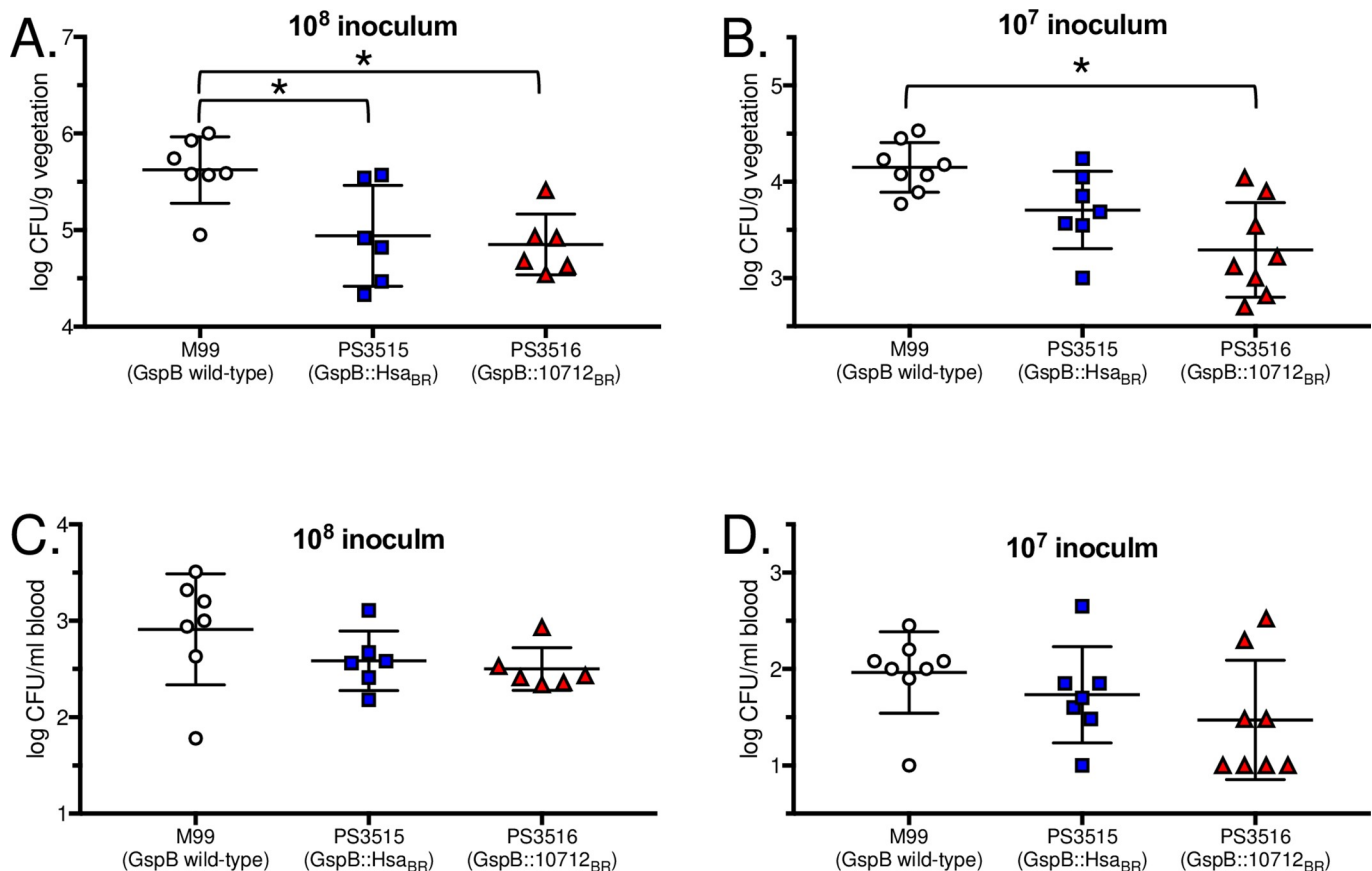 A.
10⁸ inoculum
*
*
log CFU/g vegetation
7
6
5
4
M99
(GspB wild-type)
PS3515
(GspB::Hsa_BR)
PS3516
(GspB::10712_BR)
B.
10⁷ inoculum
*
log CFU/g vegetation
5
4
3
M99
(GspB wild-type)
PS3515
(GspB::Hsa_BR)
PS3516
(GspB::10712_BR)
C.
10⁸ inoculm
log CFU/ml blood
4
3
2
1
M99
(GspB wild-type)
PS3515
(GspB::Hsa_BR)
PS3516
(GspB::10712_BR)
D.
10⁷ inoculm
log CFU/ml blood
3
2
1
M99
(GspB wild-type)
PS3515
(GspB::Hsa_BR)
PS3516
(GspB::10712_BR)